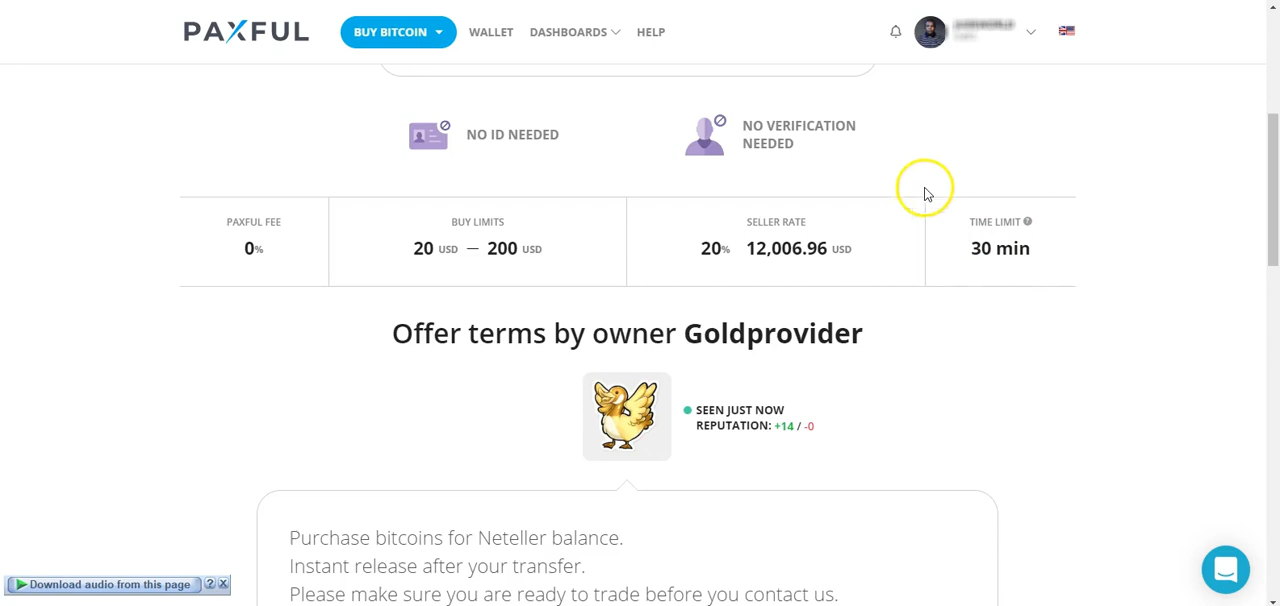 PAXFUL
BUY BITCOIN
WALLET
DASHBOARDS
HELP
NO ID NEEDED
NO VERIFICATION
NEEDED
PAXFUL FEE
0%
BUY LIMITS
20 USD — 200 USD
SELLER RATE
20% 12,006.96 USD
TIME LIMIT ?
30 min
Offer terms by owner Goldprovider
SEEN JUST NOW
REPUTATION: +14 / -0
Purchase bitcoins for Neteller balance.
Instant release after your transfer.
Please make sure you are ready to trade before you contact us.
Download audio from this page ? X